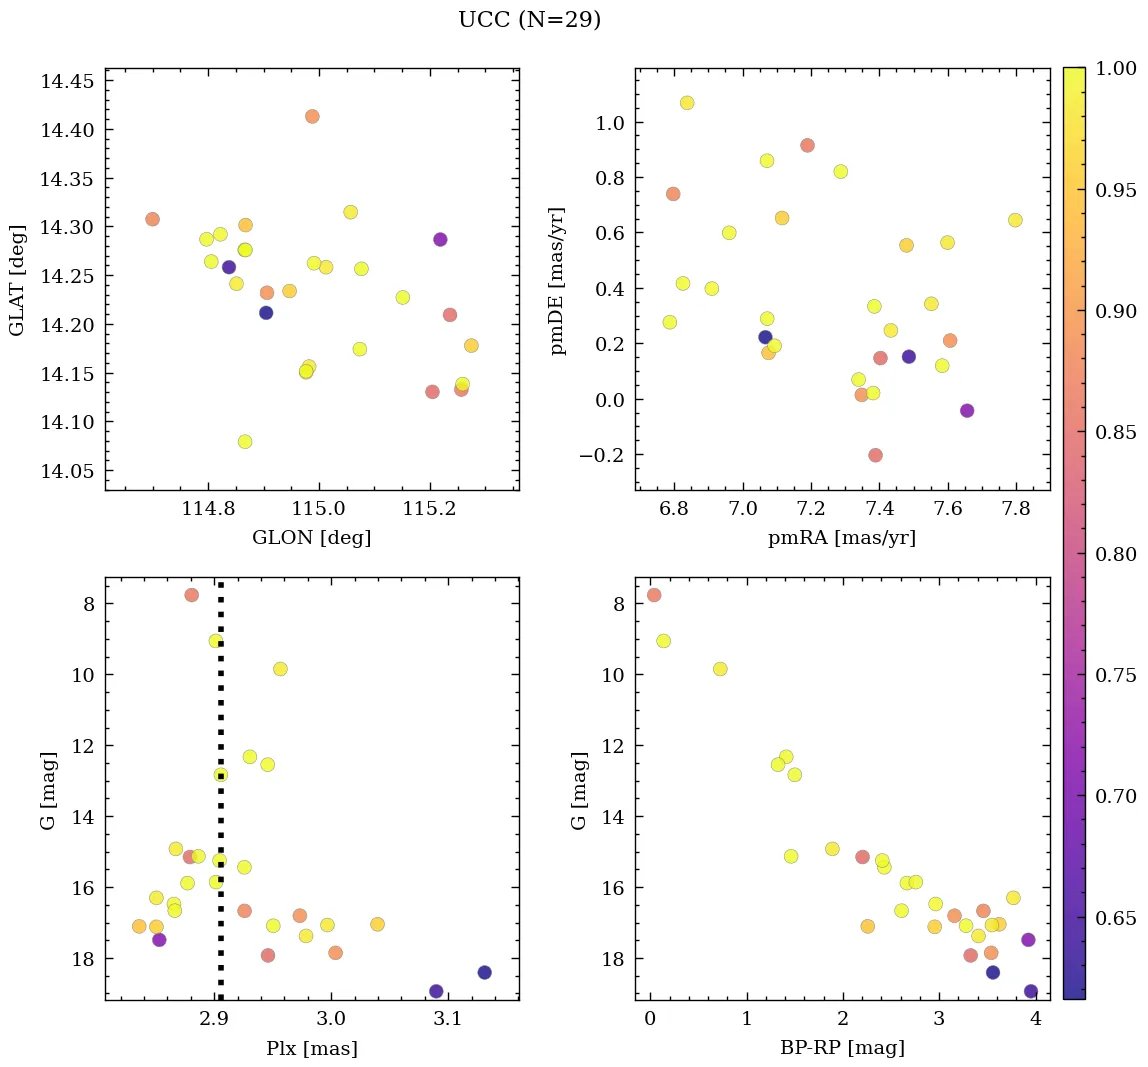 UCC (N=29)
14.45
14.40
14.35
14.30
14.25
14.20
14.15
14.10
14.05
GLAT [deg]
114.8 115.0 115.2
GLON [deg]
1.0
0.8
0.6
0.4
0.2
0.0
−0.2
pmDE [mas/yr]
6.8 7.0 7.2 7.4 7.6 7.8
pmRA [mas/yr]
8
10
12
14
16
18
G [mag]
2.9 3.0 3.1
Plx [mas]
8
10
12
14
16
18
G [mag]
0 1 2 3 4
BP-RP [mag]
1.00
0.95
0.90
0.85
0.80
0.75
0.70
0.65